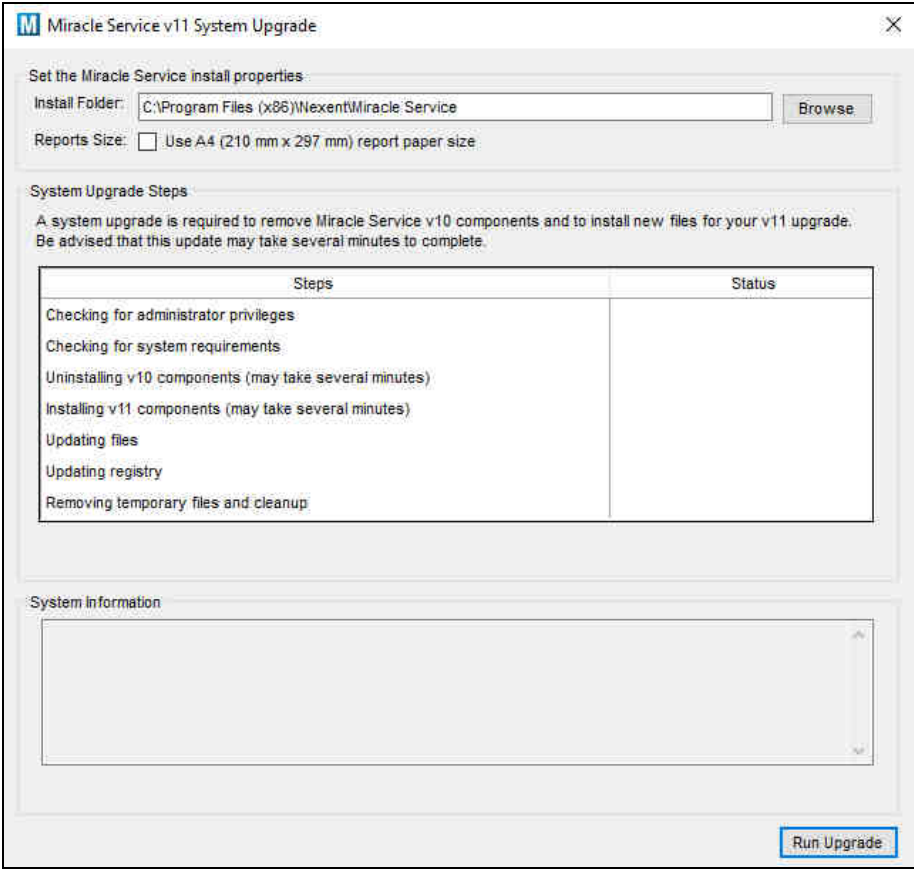 M Miracle Service v11 System Upgrade
Set the Miracle Service install properties
Install Folder: C:\Program Files (x86)\Nexent\Miracle Service Browse
Reports Size: Use A4 (210 mm x 297 mm) report paper size
System Upgrade Steps
A system upgrade is required to remove Miracle Service v10 components and to install new files for your v11 upgrade.
Be advised that this update may take several minutes to complete.
Steps Status
Checking for administrator privileges
Checking for system requirements
Uninstalling v10 components (may take several minutes)
Installing v11 components (may take several minutes)
Updating files
Updating registry
Removing temporary files and cleanup
System Information
Run Upgrade